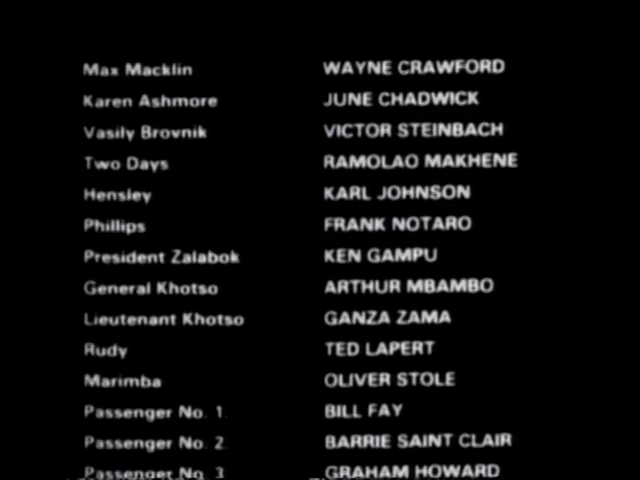 Max Macklin WAYNE CRAWFORD
Karen Ashmore JUNE CHADWICK
Vasily Brovnik VICTOR STEINBACH
Two Days RAMOLAO MAKHENE
Hensley KARL JOHNSON
Phillips FRANK NOTARO
President Zalabok KEN GAMPU
General Khotso ARTHUR MBAMBO
Lieutenant Khotso GANZA ZAMA
Rudy TED LAPERT
Marimba OLIVER STOLE
Passenger No. 1. BILL FAY
Passenger No. 2. BARRIE SAINT CLAIR
Passenger No. 3 GRAHAM HOWARD